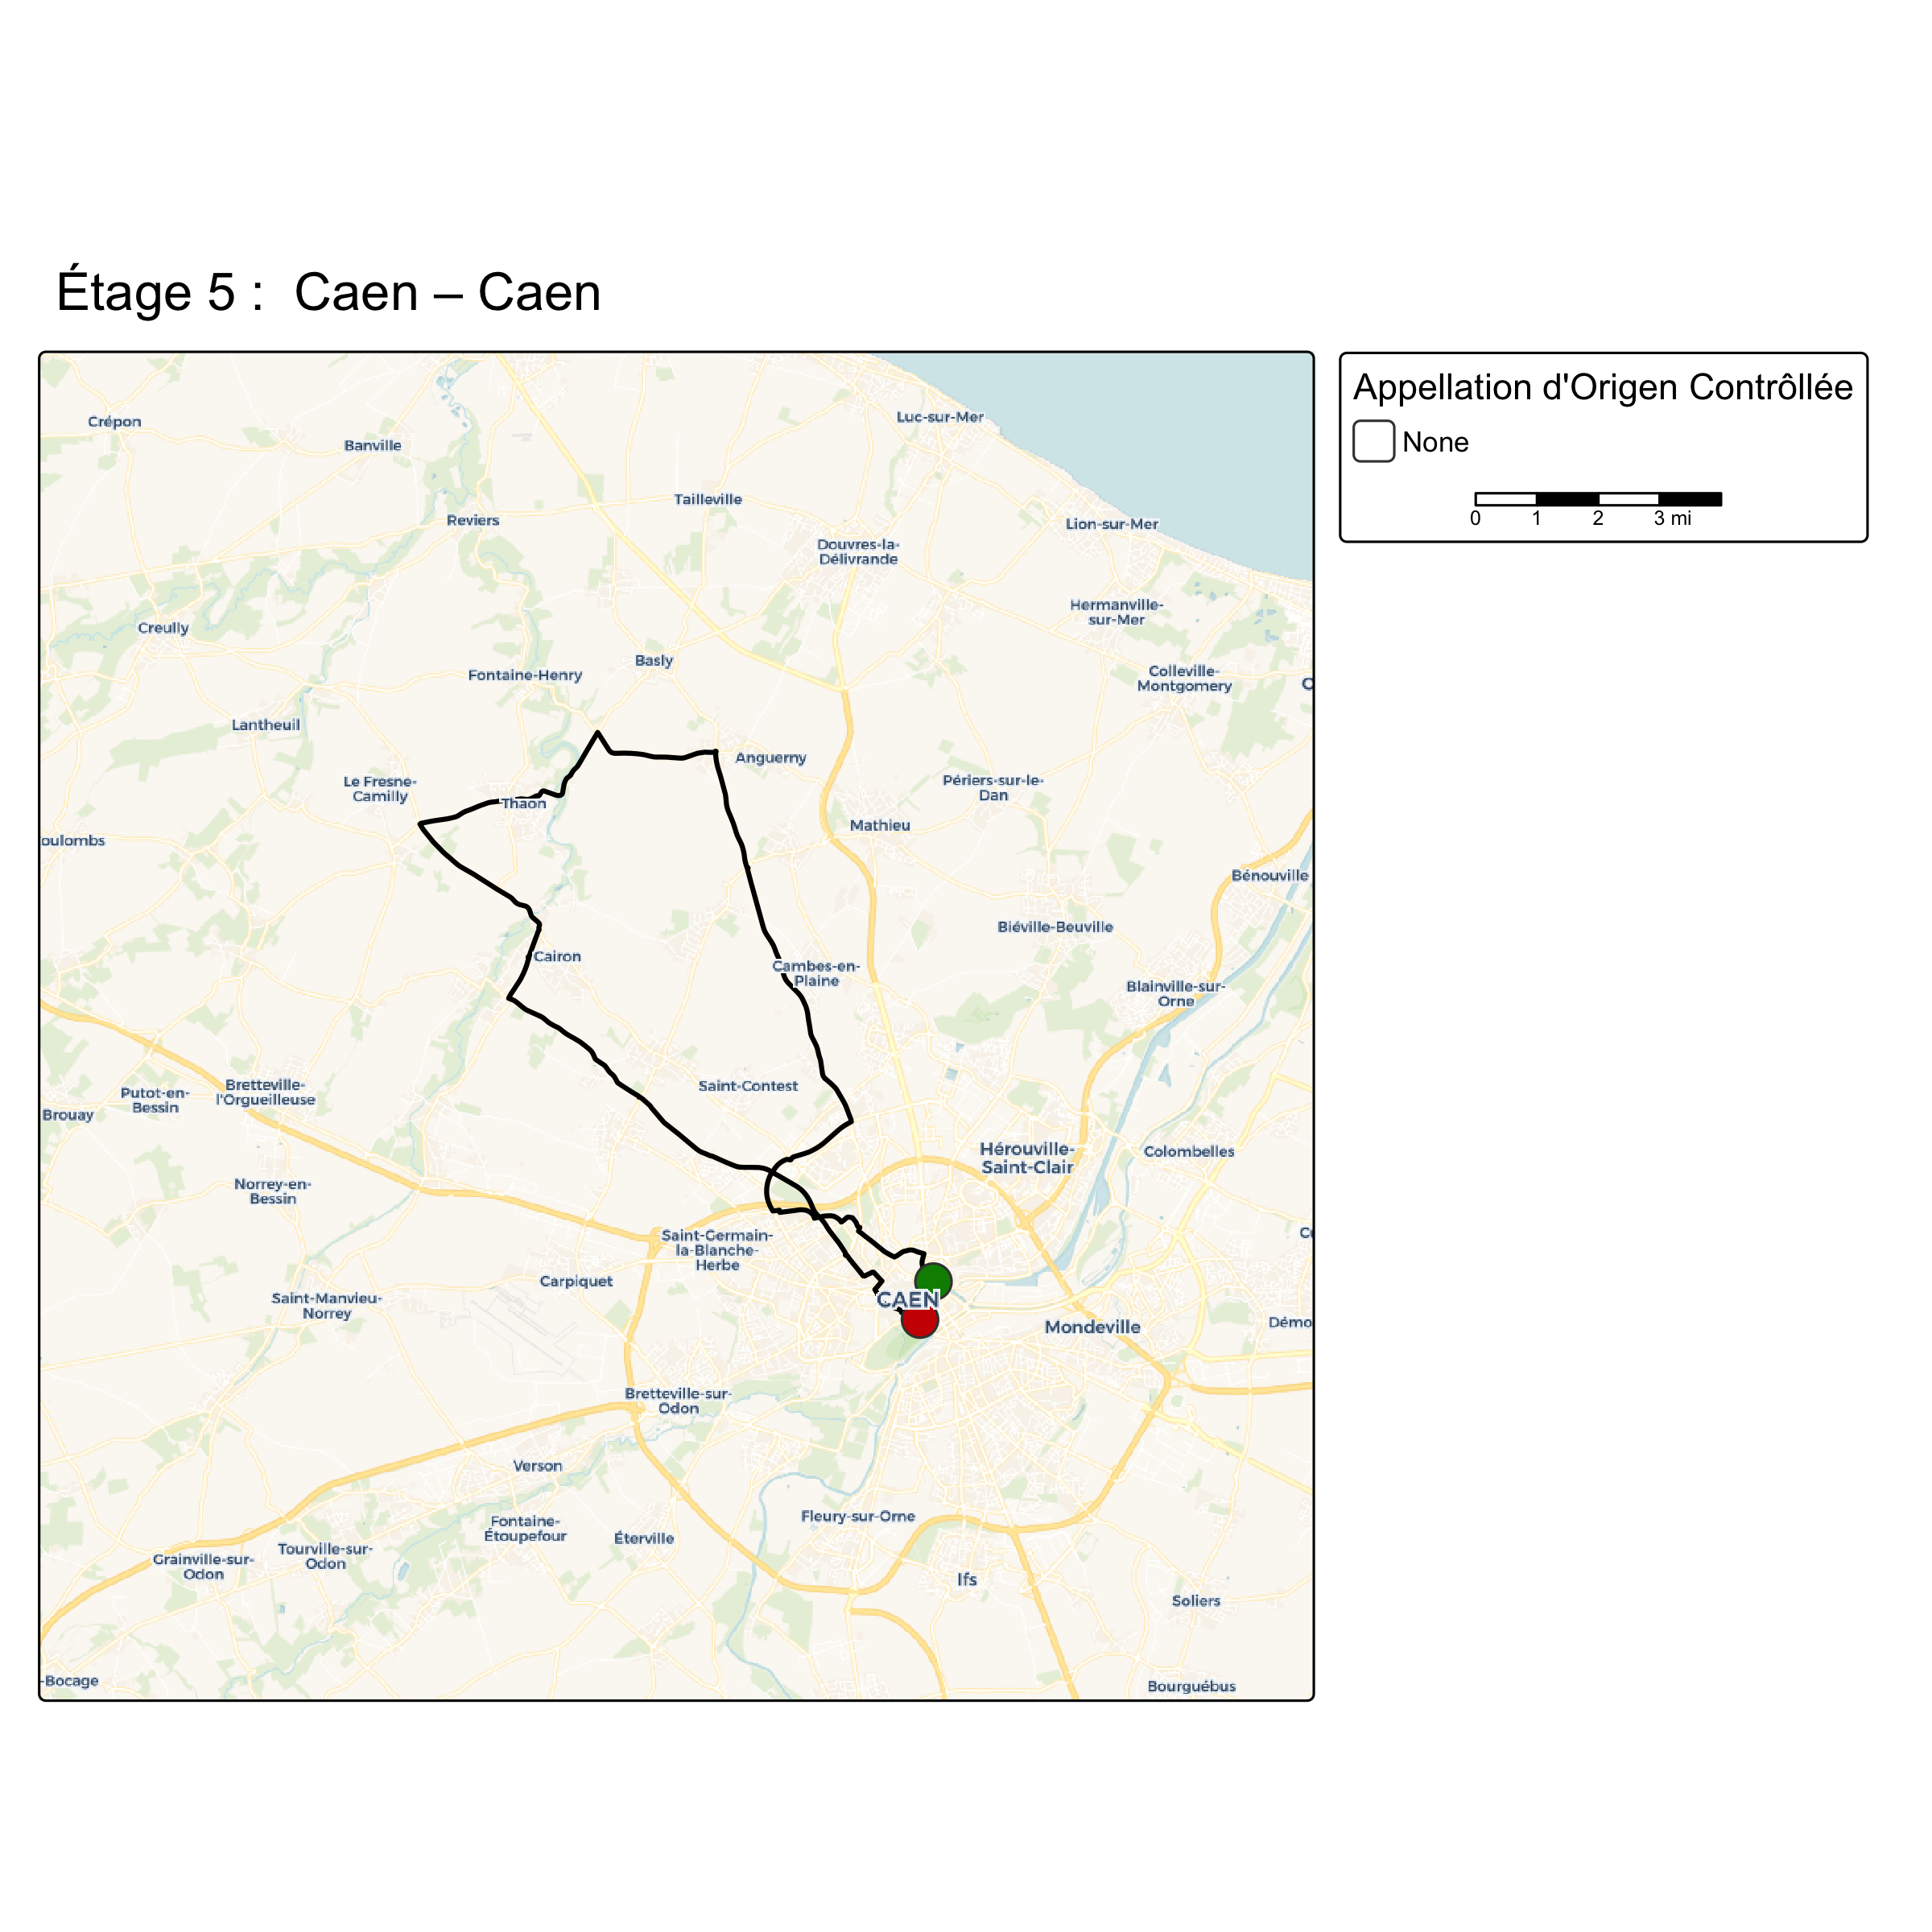 Étage 5 :  Caen – Caen
Appellation d'Origen Contrôllée
None
0 1 2 3 mi
Crépon
Luc-sur-Mer
Banville
Tailleville
Reviers
Lion-sur-Mer
Douvres-la-
Délivrande
Hermanville-
sur-Mer
Creully
Basly
Fontaine-Henry
Colleville-
Montgomery
Lantheuil
Anguerny
Le Fresne-
Camilly
Périers-sur-le-
Dan
Thaon
Mathieu
oulombs
Bénouville
Biéville-Beuville
Cairon
Cambes-en-
Plaine
Blainville-sur-
Orne
Saint-Contest
Bretteville-
l'Orgueilleuse
Putot-en-
Bessin
Brouay
Hérouville-
Saint-Clair
Colombelles
Norrey-en-
Bessin
Saint-Germain-
la-Blanche-
Herbe
Carpiquet
CAEN
Saint-Manvieu-
Norrey
Mondeville
Démo
Bretteville-sur-
Odon
Verson
Fleury-sur-Orne
Fontaine-
Étoupefour
Éterville
Tourville-sur-
Odon
Grainville-sur-
Odon
Ifs
Soliers
-Bocage
Bourguébus